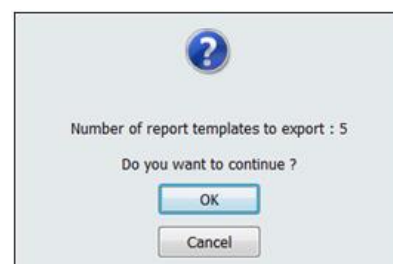 Number of report templates to export : 5
Do you want to continue ?
OK
Cancel